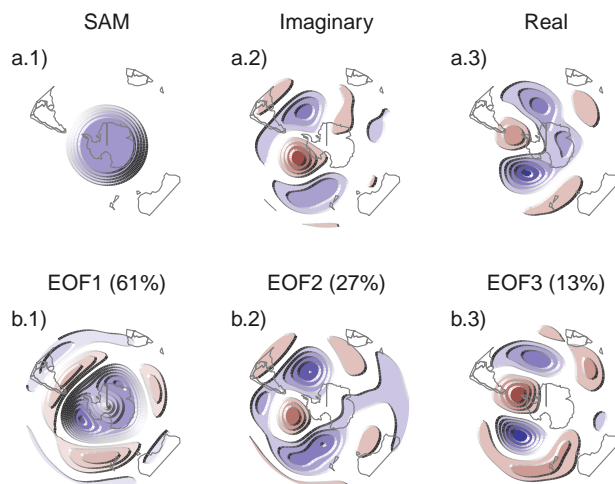 SAM Imaginary Real
a.1) a.2) a.3)
EOF1 (61%) EOF2 (27%) EOF3 (13%)
b.1) b.2) b.3)